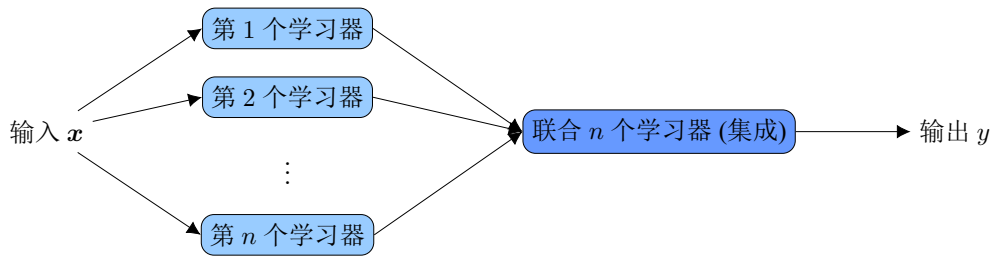 第 1 个学习器
第 2 个学习器
输入 x
联合 n 个学习器 (集成)
输出 y
⋮
第 n 个学习器